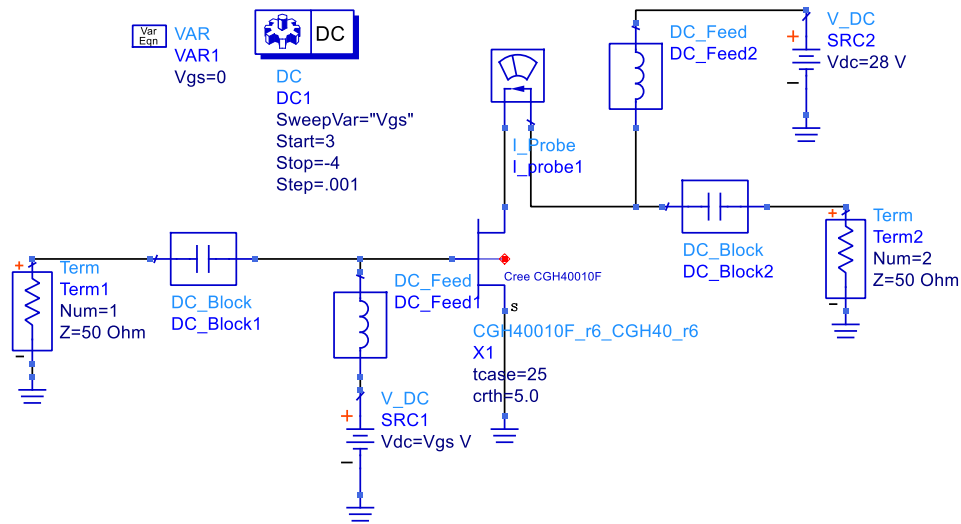 Var
Eqn
VAR
VAR1
Vgs=0
DC
DC
DC1
SweepVar="Vgs"
Start=3
Stop=-4
Step=.001
I_Probe
I_probe1
DC_Feed
DC_Feed2
+
V_DC
SRC2
Vdc=28 V
−
DC_Block
DC_Block2
+
Term
Term2
Num=2
Z=50 Ohm
−
+
Term
Term1
Num=1
Z=50 Ohm
−
DC_Block
DC_Block1
DC_Feed
DC_Feed1
Cree CGH40010F
S
CGH40010F_r6_CGH40_r6
X1
tcase=25
crth=5.0
+
V_DC
SRC1
Vdc=Vgs V
−